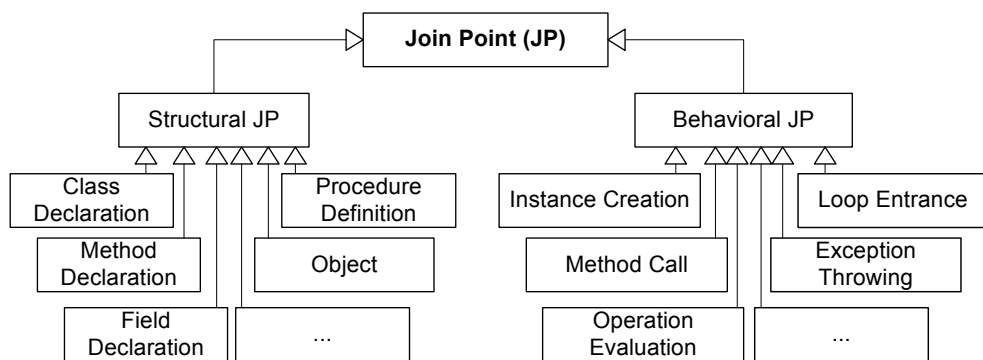 Join Point (JP)
Structural JP
Behavioral JP
Class
Declaration
Procedure
Definition
Instance Creation
Loop Entrance
Method
Declaration
Object
Method Call
Exception
Throwing
Field
Declaration
...
Operation
Evaluation
...